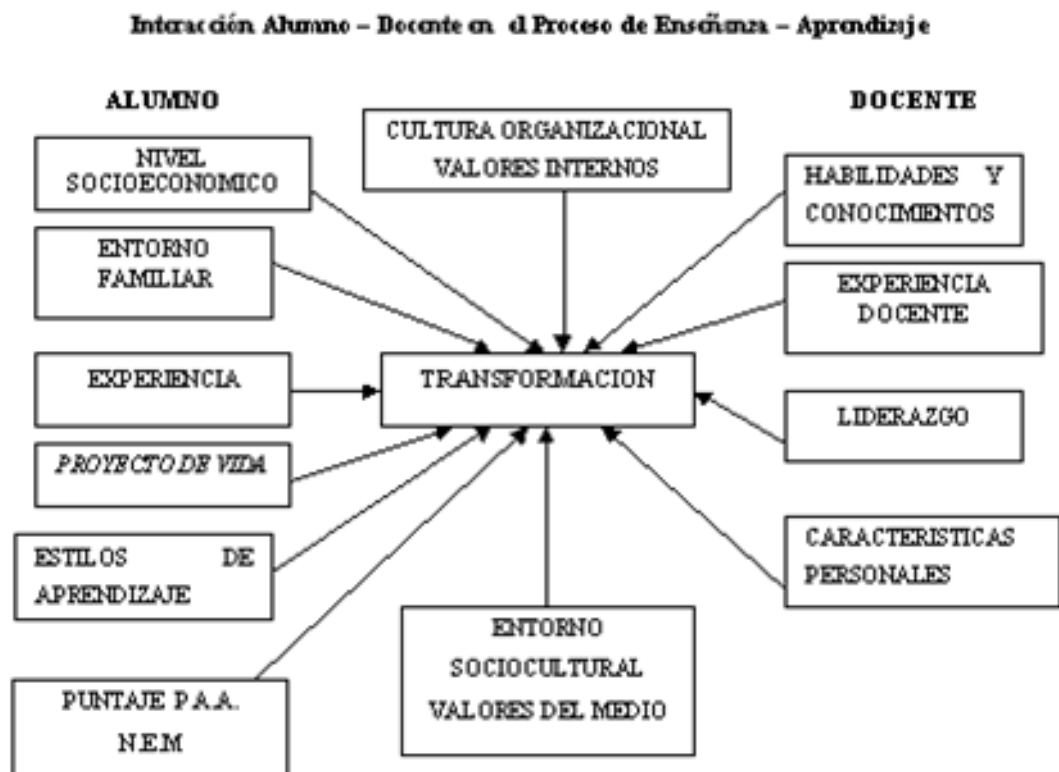 Interacción Alumno – Docente en el Proceso de Enseñanza – Aprendizaje
ALUMNO
DOCENTE
CULTURA ORGANIZACIONAL
VALORES INTERNOS
NIVEL
SOCIOECONOMICO
HABILIDADES Y
CONOCIMIENTOS
ENTORNO
FAMILIAR
EXPERIENCIA
DOCENTE
EXPERIENCIA
TRANSFORMACION
LIDERAZGO
PROYECTO DE VIDA
ESTILOS DE
APRENDIZAJE
CARACTERISTICAS
PERSONALES
ENTORNO
SOCIOCULTURAL
VALORES DEL MEDIO
PUNTAJE P.A.A.
N.E.M